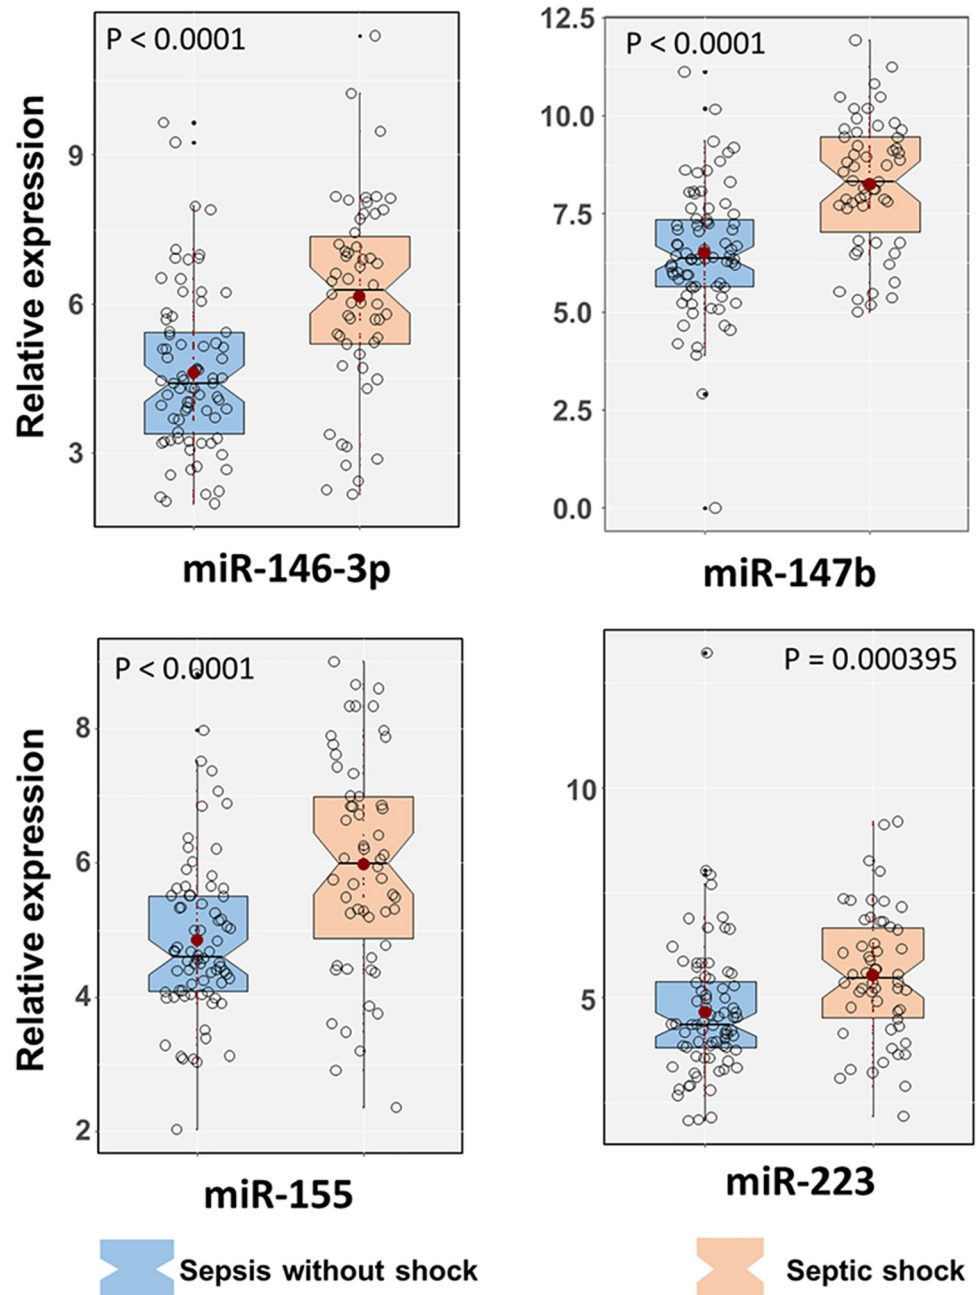 P < 0.0001
Relative expression
9
6
3
miR-146-3p
P < 0.0001
12.5
10.0
7.5
5.0
2.5
0.0
miR-147b
P < 0.0001
Relative expression
8
6
4
2
miR-155
P = 0.000395
10
5
miR-223
Sepsis without shock
Septic shock